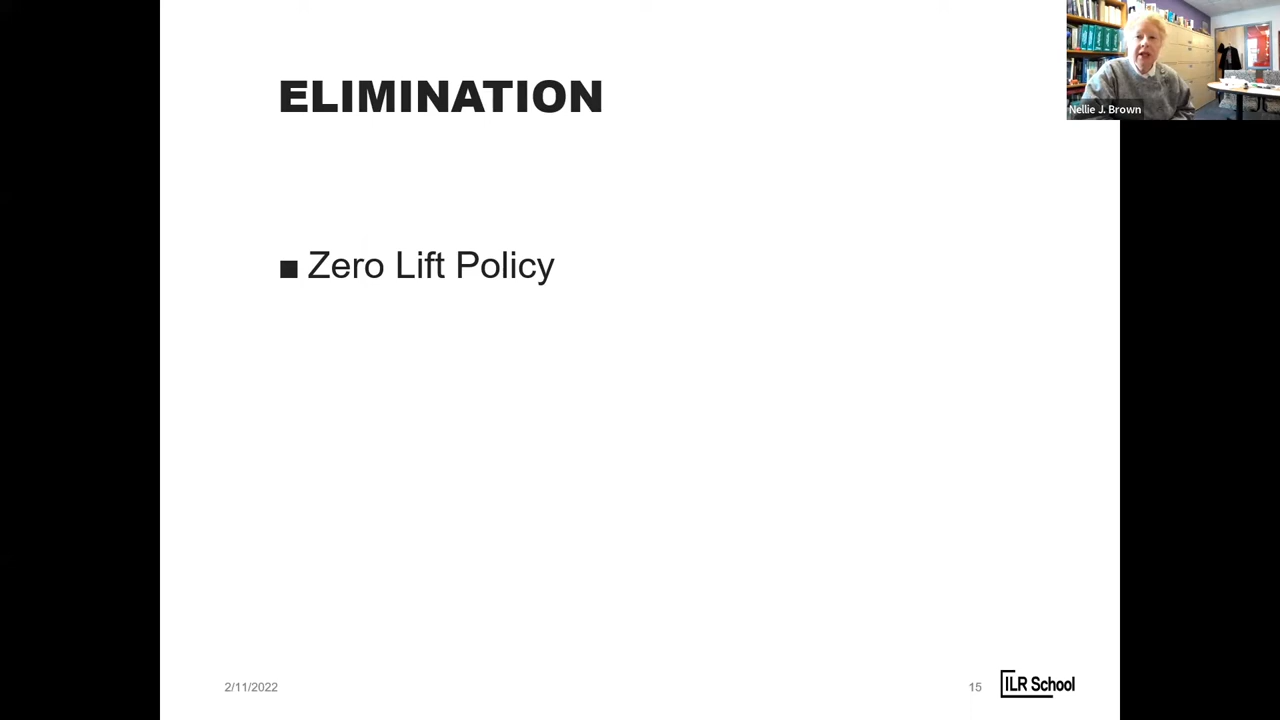 ELIMINATION
Nellie J. Brown
■ Zero Lift Policy
2/11/2022
15
ILR School